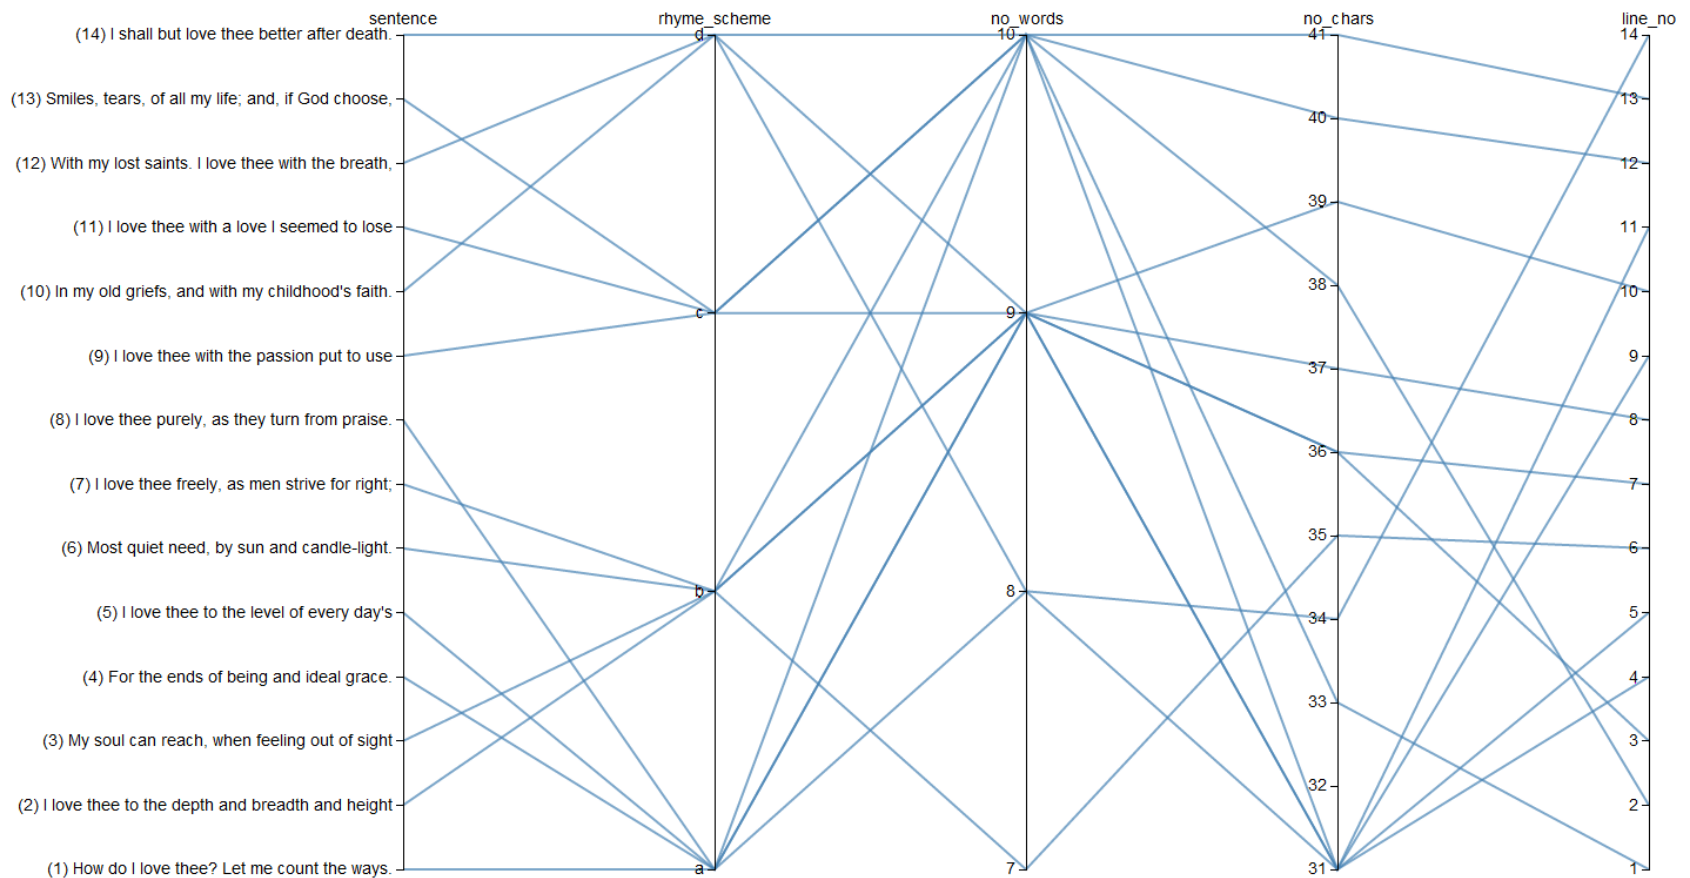 sentence rhyme_scheme no_words no_chars line_no
(14) I shall but love thee better after death.
(13) Smiles, tears, of all my life; and, if God choose,
(12) With my lost saints. I love thee with the breath,
(11) I love thee with a love I seemed to lose
(10) In my old griefs, and with my childhood's faith.
(9) I love thee with the passion put to use
(8) I love thee purely, as they turn from praise.
(7) I love thee freely, as men strive for right;
(6) Most quiet need, by sun and candle-light.
(5) I love thee to the level of every day's
(4) For the ends of being and ideal grace.
(3) My soul can reach, when feeling out of sight
(2) I love thee to the depth and breadth and height
(1) How do I love thee? Let me count the ways.
d
c
b
a
10
9
8
7
41
40
39
38
37
36
35
34
33
32
31
14
13
12
11
10
9
8
7
6
5
4
3
2
1